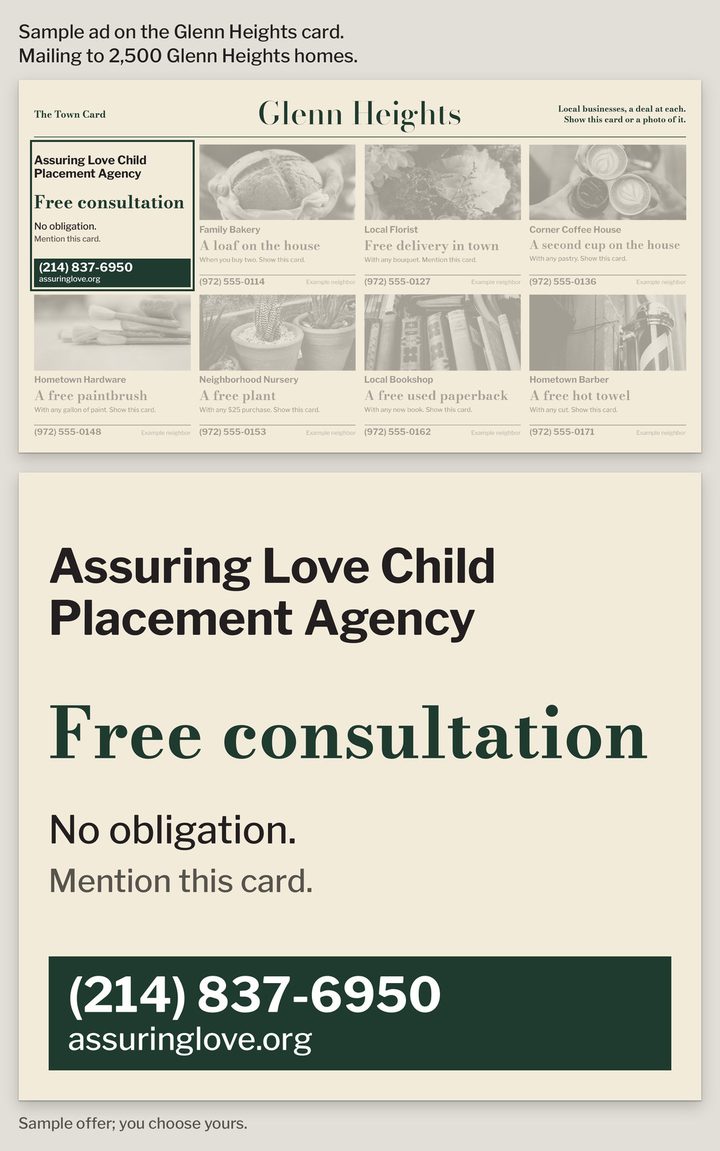 Sample ad on the Glenn Heights card.
Mailing to 2,500 Glenn Heights homes.
The Town Card
Glenn Heights
Local businesses, a deal at each.
Show this card or a photo of it.
Assuring Love Child
Placement Agency
Free consultation
No obligation.
Mention this card.
(214) 837-6950
assuringlove.org
Family Bakery
A loaf on the house
When you buy two. Show this card.
(972) 555-0114
Example neighbor
Local Florist
Free delivery in town
With any bouquet. Mention this card.
(972) 555-0127
Example neighbor
Corner Coffee House
A second cup on the house
With any pastry. Show this card.
(972) 555-0136
Example neighbor
Hometown Hardware
A free paintbrush
With any gallon of paint. Show this card.
(972) 555-0148
Example neighbor
Neighborhood Nursery
A free plant
With any $25 purchase. Show this card.
(972) 555-0153
Example neighbor
Local Bookshop
A free used paperback
With any new book. Show this card.
(972) 555-0162
Example neighbor
Hometown Barber
A free hot towel
With any cut. Show this card.
(972) 555-0171
Example neighbor
Assuring Love Child
Placement Agency
Free consultation
No obligation.
Mention this card.
(214) 837-6950
assuringlove.org
Sample offer; you choose yours.